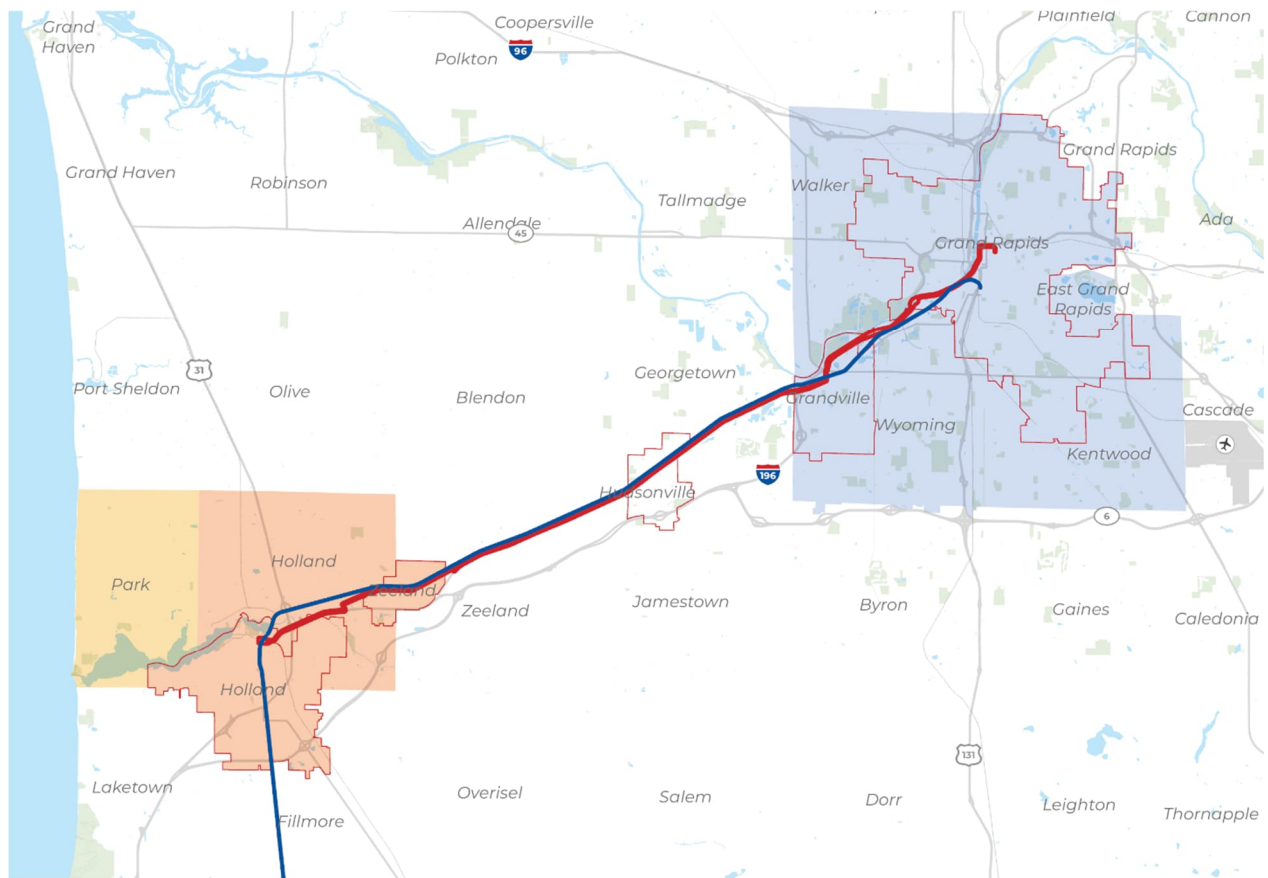 Coopersville
Plainfield
Cannon
Grand
Haven
96
Polkton
Grand Rapids
Grand Haven
Robinson
Walker
Tallmadge
Allendale
45
Ada
Grand Rapids
East Grand
Rapids
31
Port Sheldon
Olive
Georgetown
Blendon
Grandville
Cascade
Wyoming
Kentwood
196
Hudsonville
6
Holland
Park
Zeeland
Zeeland
Jamestown
Byron
Gaines
Caledonia
Holland
131
Laketown
Overisel
Salem
Dorr
Leighton
Thornapple
Fillmore